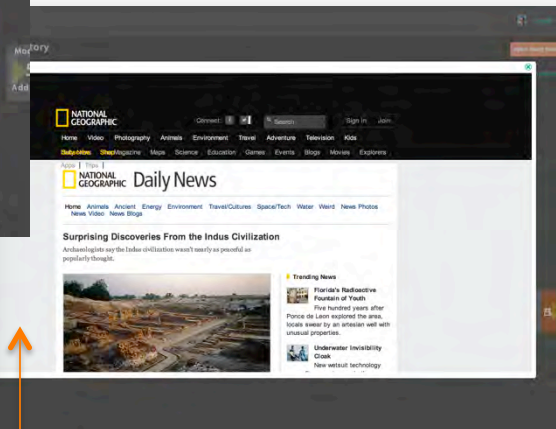 tory
Mo
Add
NATIONAL
GEOGRAPHIC
Connect:
Search
Sign in Join
Home Video Photography Animals Environment Travel Adventure Television Kids
Daily News Shop Magazine Maps Science Education Games Events Blogs Movies Explorers
Apps | Trips |
NATIONAL
GEOGRAPHIC Daily News
Home Animals Ancient Energy Environment Travel/Cultures Space/Tech Water Weird News Photos
News Video News Blogs
Surprising Discoveries From the Indus Civilization
Archaeologists say the Indus civilization wasn't nearly as peaceful as
popularly thought.
Trending News
Florida's Radioactive
Fountain of Youth
Five hundred years after
Ponce de Leon explored the area,
locals swear by an artesian well with
unusual properties.
Underwater Invisibility
Cloak
New wetsuit technology